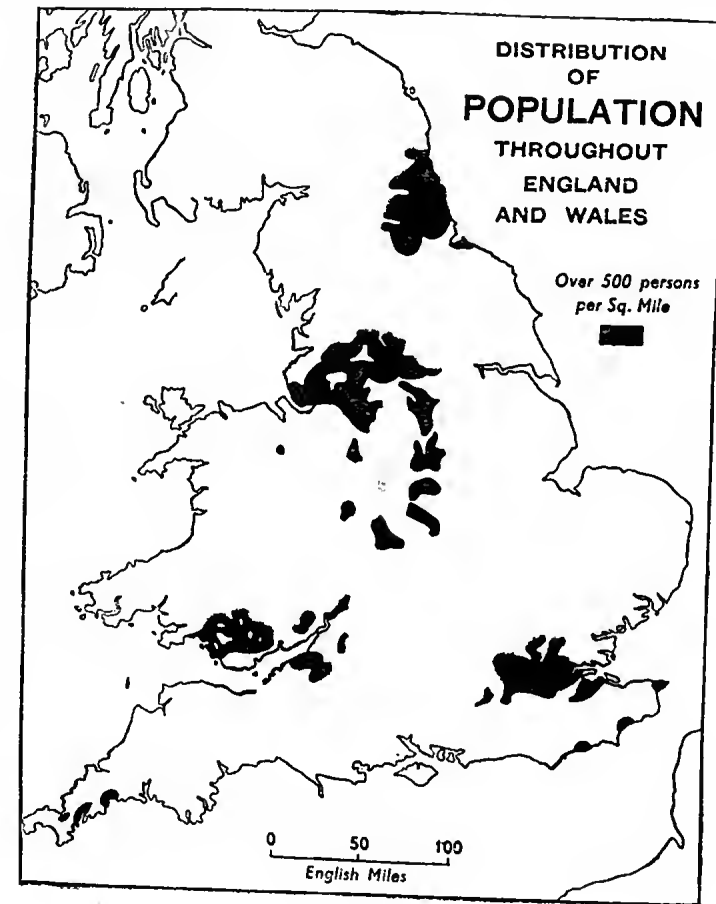 DISTRIBUTION
OF
POPULATION
THROUGHOUT
ENGLAND
AND WALES
Over 500 persons
per Sq. Mile
0 50 100
English Miles